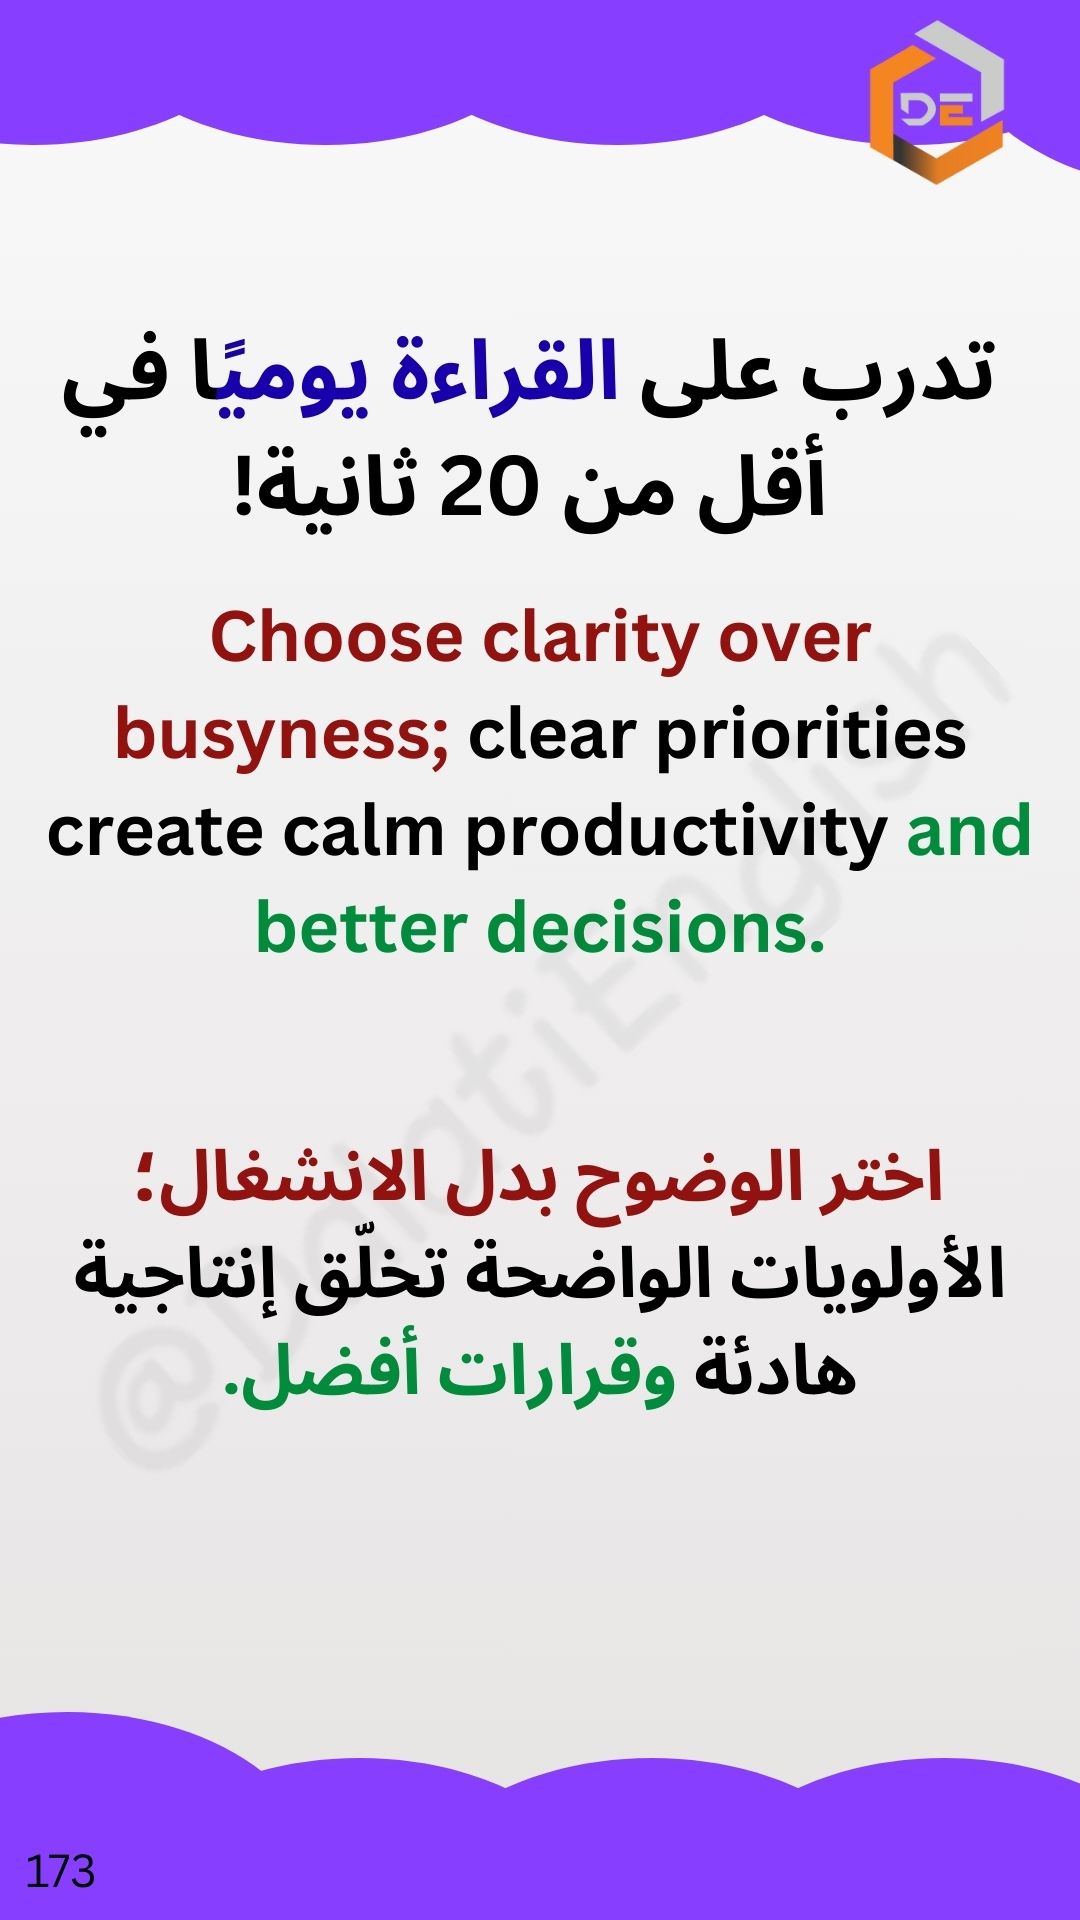 DE
تدرب على القراءة يوميًا في
أقل من 20 ثانية!
Choose clarity over
busyness; clear priorities
create calm productivity and
better decisions.
اختر الوضوح بدل الانشغال؛
الأولويات الواضحة تخلّق إنتاجية
هادئة وقرارات أفضل.
@DalatiEnglish
173